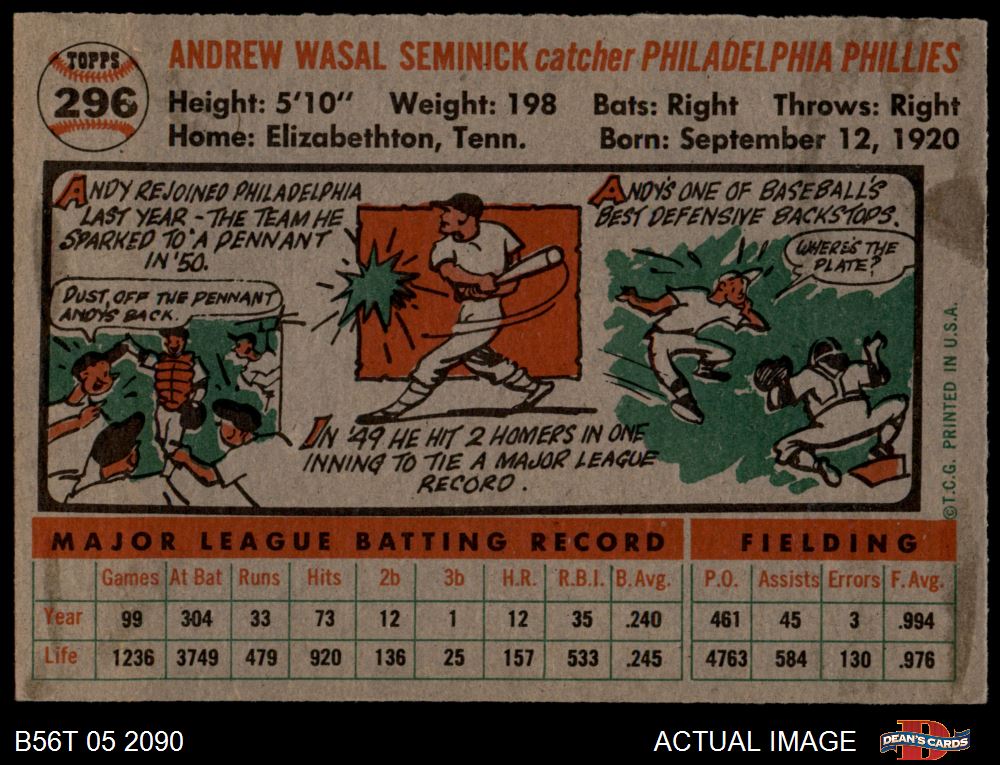 TOPPS
296
ANDREW WASAL SEMINICK catcher PHILADELPHIA PHILLIES
Height: 5'10" Weight: 198 Bats: Right Throws: Right
Home: Elizabethton, Tenn. Born: September 12, 1920
ANDY REJOINED PHILADELPHIA
LAST YEAR - THE TEAM HE
SPARKED TO A PENNANT
IN '50.
DUST OFF THE PENNANT
ANDY'S BACK.
IN '49 HE HIT 2 HOMERS IN ONE
INNING TO TIE A MAJOR LEAGUE
RECORD.
ANDY'S ONE OF BASEBALL'S
BEST DEFENSIVE BACKSTOPS.
WHERE'S THE
PLATE?
©T.C.G. PRINTED IN U.S.A.
MAJOR LEAGUE BATTING RECORD FIELDING
Games At Bat Runs Hits 2b 3b H.R. R.B.I. B.Avg. P.O. Assists Errors F. Avg.
Year 99 304 33 73 12 1 12 35 .240 461 45 3 .994
Life 1236 3749 479 920 136 25 157 533 .245 4763 584 130 .976
B56T 05 2090 ACTUAL IMAGE DEAN'S CARDS